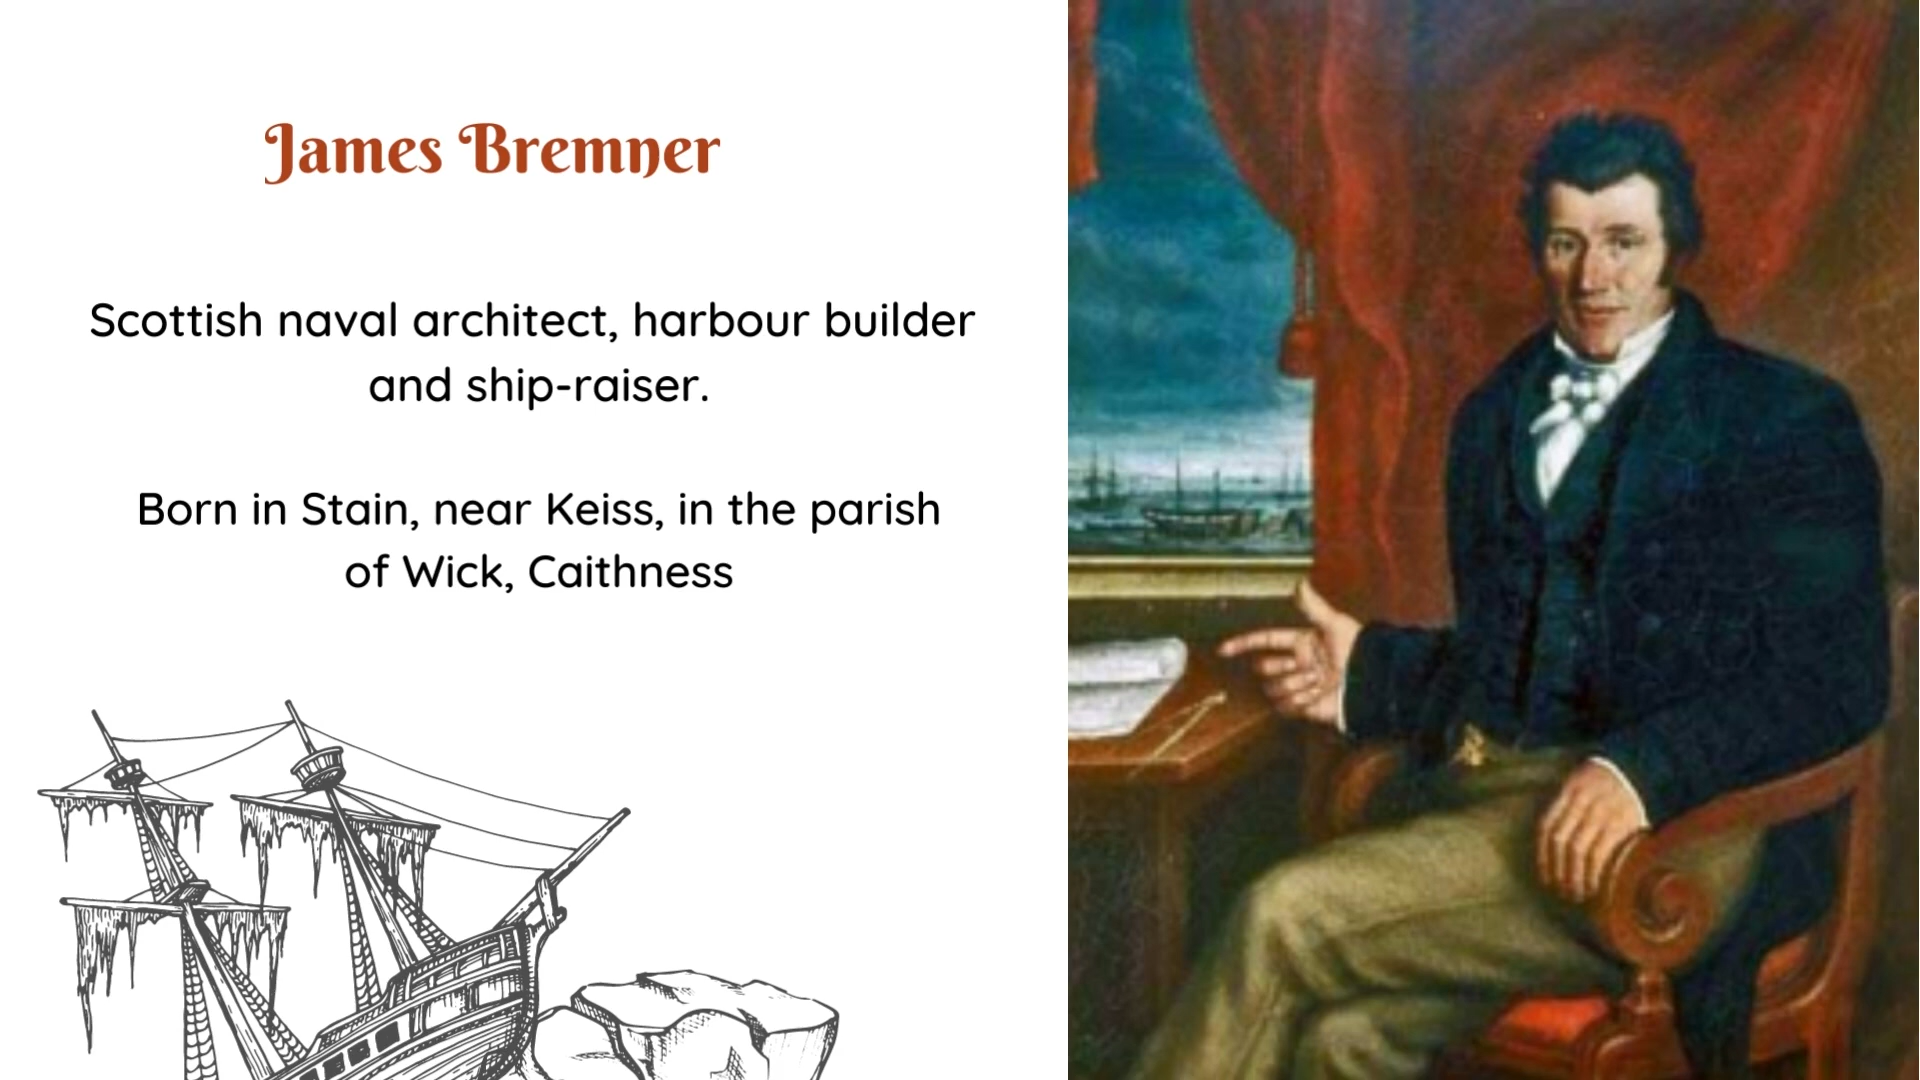 James Bremner
Scottish naval architect, harbour builder
and ship-raiser.
Born in Stain, near Keiss, in the parish
of Wick, Caithness